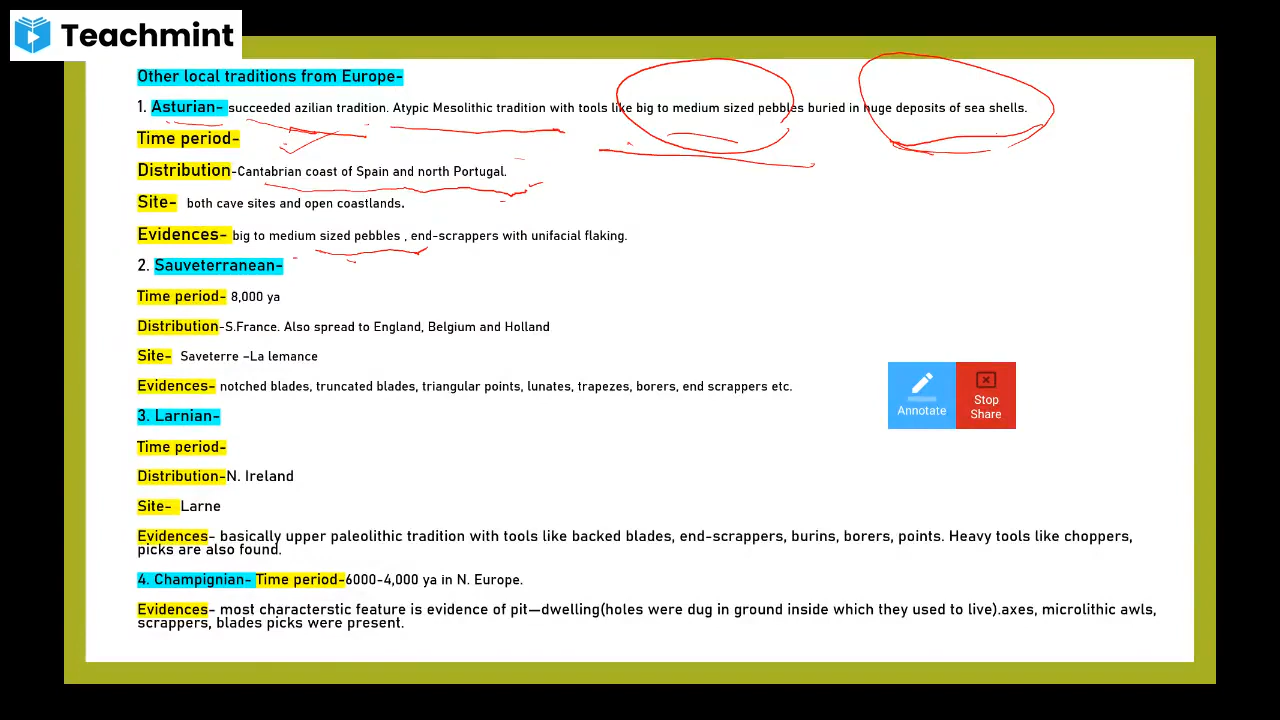 Teachmint
Other local traditions from Europe-
1. Asturian- succeeded azilian tradition. Atypic Mesolithic tradition with tools like big to medium sized pebbles buried in huge deposits of sea shells.
Time period-
Distribution-Cantabrian coast of Spain and north Portugal.
Site- both cave sites and open coastlands.
Evidences- big to medium sized pebbles , end-scrappers with unifacial flaking.
2. Sauveterranean-
Time period- 8,000 ya
Distribution-S.France. Also spread to England, Belgium and Holland
Site- Saveterre –La lemance
Evidences- notched blades, truncated blades, triangular points, lunates, trapezes, borers, end scrappers etc.
Annotate
Stop
Share
3. Larnian-
Time period-
Distribution-N. Ireland
Site- Larne
Evidences- basically upper paleolithic tradition with tools like backed blades, end-scrappers, burins, borers, points. Heavy tools like choppers,
picks are also found.
4. Champignian- Time period-6000-4,000 ya in N. Europe.
Evidences- most characterstic feature is evidence of pit—dwelling(holes were dug in ground inside which they used to live).axes, microlithic awls,
scrappers, blades picks were present.